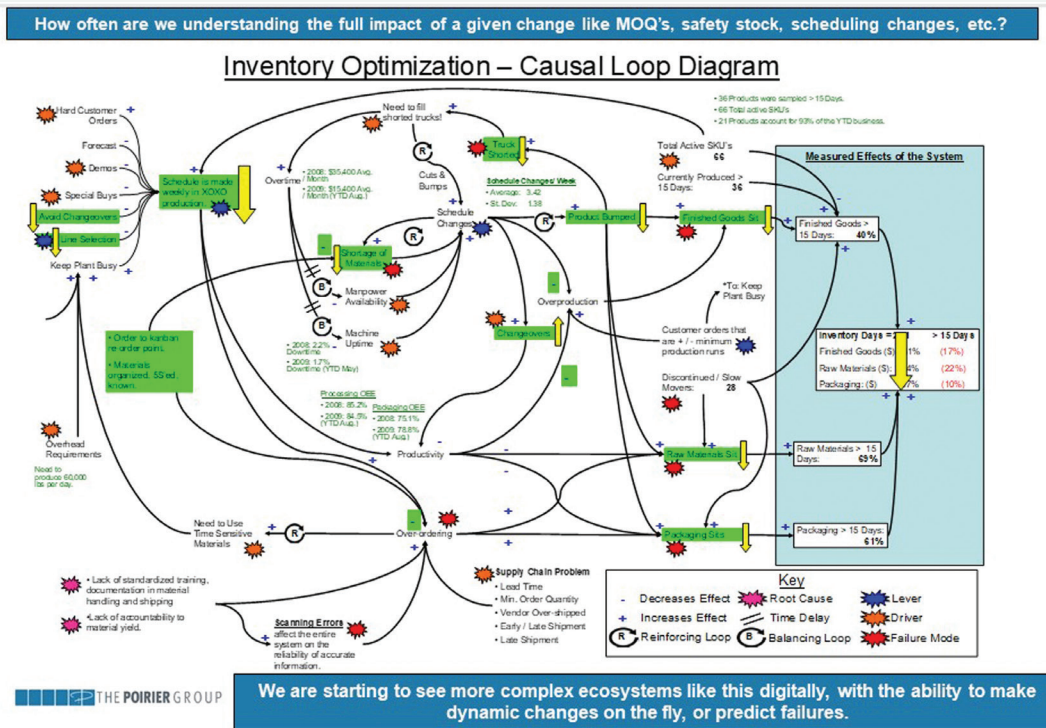 How often are we understanding the full impact of a given change like MOQ's, safety stock, scheduling changes, etc.?
Inventory Optimization – Causal Loop Diagram
• 36 Products were sampled > 15 Days.
• 66 Total active SKU's
• 21 Products account for 93% of the YTD business.
Hard Customer
Orders
Forecast
Demos
Special Buys
Avoid Changeovers
Line Selection
Keep Plant Busy
Schedule is made
weekly in XOXO
production.
Need to fill
shorted trucks!
R
Cuts &
Bumps
Overtime
• 2008: $35,400 Avg.
/ Month
• 2009: $15,400 Avg. /
Month (YTD Aug.)
Truck
Shorted
Schedule Changes/ Week
• Average: 3.42
• St. Dev. 1.38
Schedule
Changes
R
R
Product Bumped
Finished Goods Sit
Total Active SKU's
66
Currently Produced >
15 Days: 36
Measured Effects of the System
Finished Goods >
15 Days: 40%
Shortage of
Materials
B
Manpower
Availability
B
Machine
Uptime
• 2008: 2.2%
Downtime
• 2009: 1.7%
Downtime (YTD May)
Overproduction
Changeovers
*To: Keep
Plant Busy
Customer orders that
are + / - minimum
production runs
Inventory Days =
> 15 Days
Finished Goods ($)
1% (17%)
Raw Materials ($):
% (22%)
Packaging: ($)
% (10%)
• Order to kanban
re-order point.
• Materials
organized, 5S'ed,
known.
Discontinued / Slow
Movers: 28
Processing OEE
• 2008: 85.2%
• 2009: 84.5%
(YTD Aug.)
Packaging OEE
• 2008: 75.1%
• 2009: 78.8%
(YTD Aug.)
Overhead
Requirements
Need to
produce 60,000
lbs per day.
Productivity
Raw Materials Sit
Raw Materials > 15
Days: 69%
Need to Use
Time Sensitive
Materials
R
Over-ordering
Packaging Sits
Packaging > 15 Days:
61%
• Lack of standardized training,
documentation in material
handling and shipping
•Lack of accountability to
material yield.
Scanning Errors
affect the entire
system on the
reliability of accurate
information.
Supply Chain Problem
• Lead Time
• Min. Order Quantity
• Vendor Over-shipped
• Early / Late Shipment
• Late Shipment
Key
- Decreases Effect
Root Cause
Lever
+ Increases Effect
Time Delay
Driver
R Reinforcing Loop
B Balancing Loop
Failure Mode
THE POIRIER GROUP
We are starting to see more complex ecosystems like this digitally, with the ability to make
dynamic changes on the fly, or predict failures.